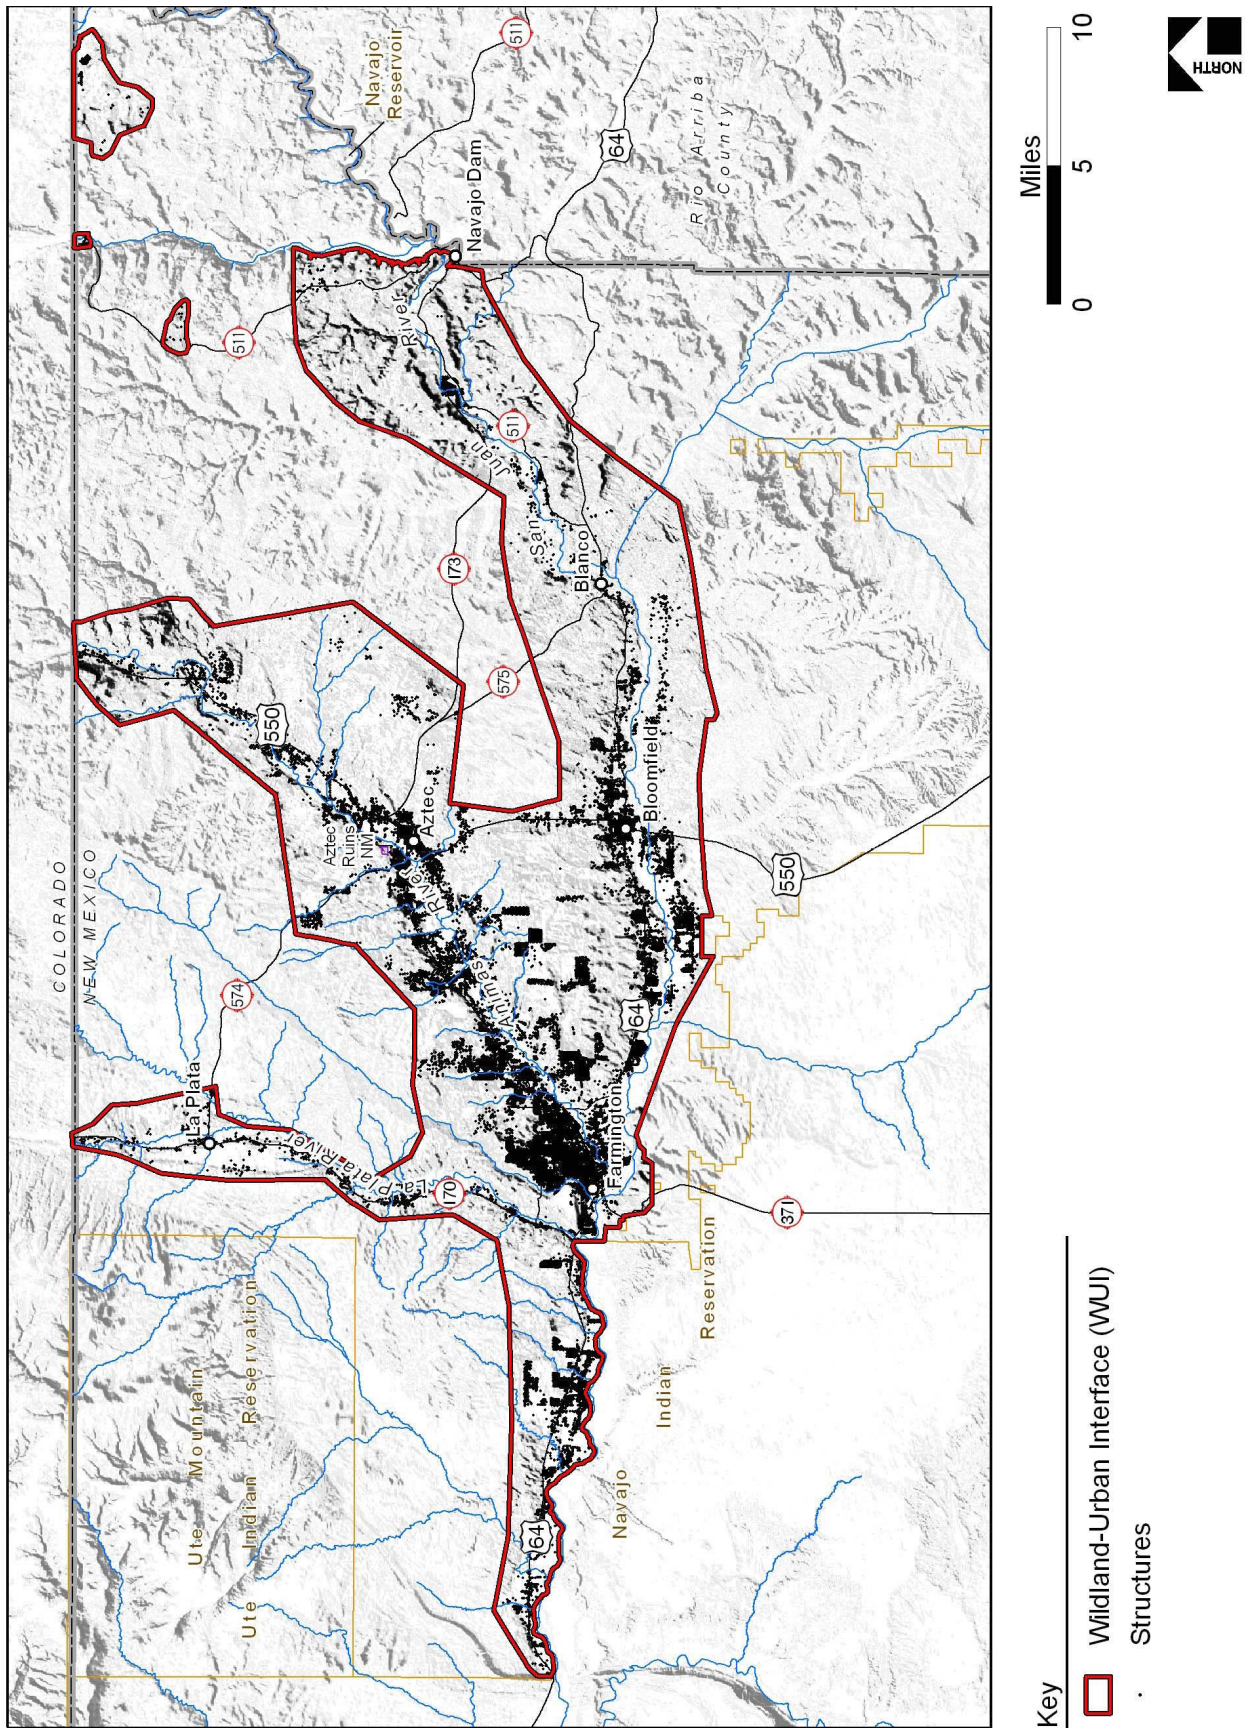 COLORADO
NEW MEXICO
Ute Mountain
Ute Indian Reservation
La Plata
574
La Plata River
170
550
Aztec
Ruins
NM
Aztec
Animas River
173
575
511
511
511
Navajo
Reservoir
Navajo Dam
San Juan River
Blanco
64
Rio Arriba
County
Bloomfield
550
64
Farmington
371
64
Navajo Indian Reservation
Key
Wildland-Urban Interface (WUI)
Structures
Miles
0 5 10
NORTH